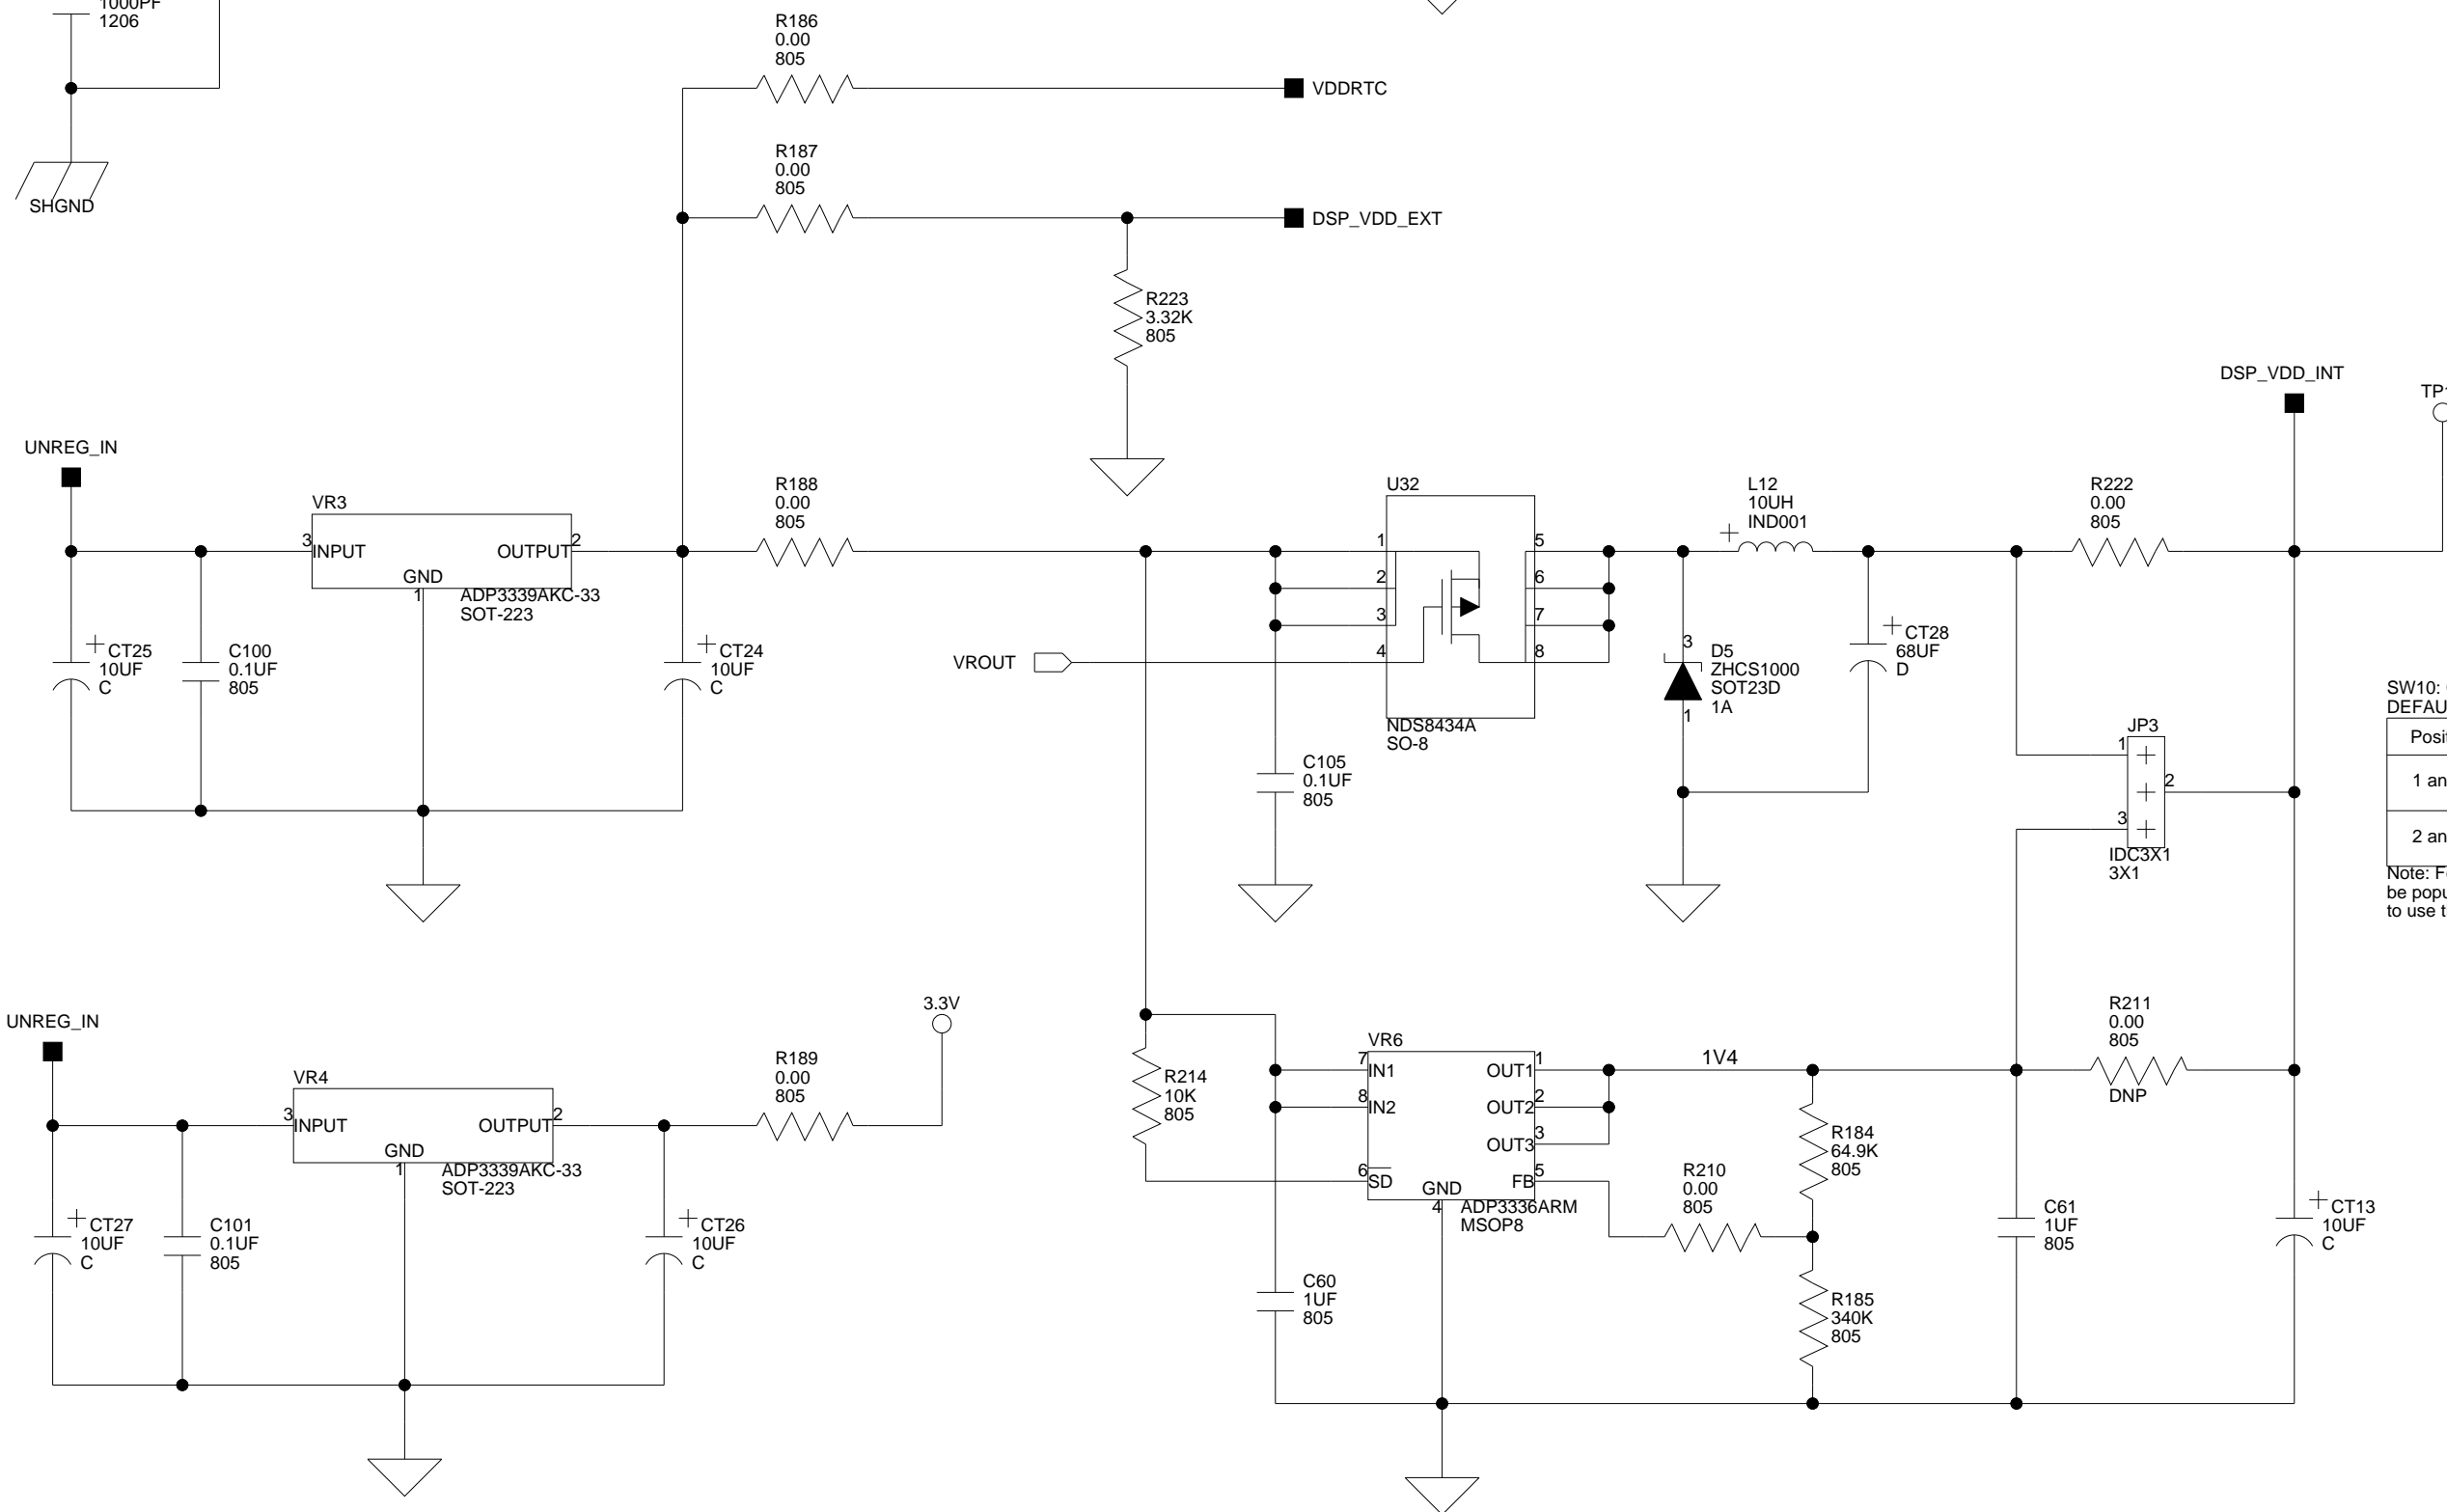 1000PF
1206
SHGND
R186
0.00
805
VDDRTC
R187
0.00
805
DSP_VDD_EXT
R223
3.32K
805
DSP_VDD_INT
UNREG_IN
VR3
3
INPUT
OUTPUT
2
GND
1
ADP3339AKC-33
SOT-223
CT25
10UF
C
C100
0.1UF
805
CT24
10UF
C
R188
0.00
805
VROUT
U32
1
2
3
4
5
6
7
8
NDS8434A
SO-8
C105
0.1UF
805
L12
10UH
IND001
3
D5
ZHCS1000
SOT23D
1A
1
CT28
68UF
D
R222
0.00
805
JP3
1
2
3
IDC3X1
3X1
SW10:
Note:
to use
UNREG_IN
VR4
3
INPUT
OUTPUT
2
GND
1
ADP3339AKC-33
SOT-223
CT27
10UF
C
C101
0.1UF
805
CT26
10UF
C
R189
0.00
805
3.3V
R214
10K
805
VR6
7
IN1
8
IN2
6
SD
OUT1
1
OUT2
2
OUT3
3
FB
5
GND
4
ADP3336ARM
MSOP8
1V4
C60
1UF
805
R210
0.00
805
R184
64.9K
805
R185
340K
805
R211
0.00
805
DNP
C61
1UF
805
CT13
10UF
C